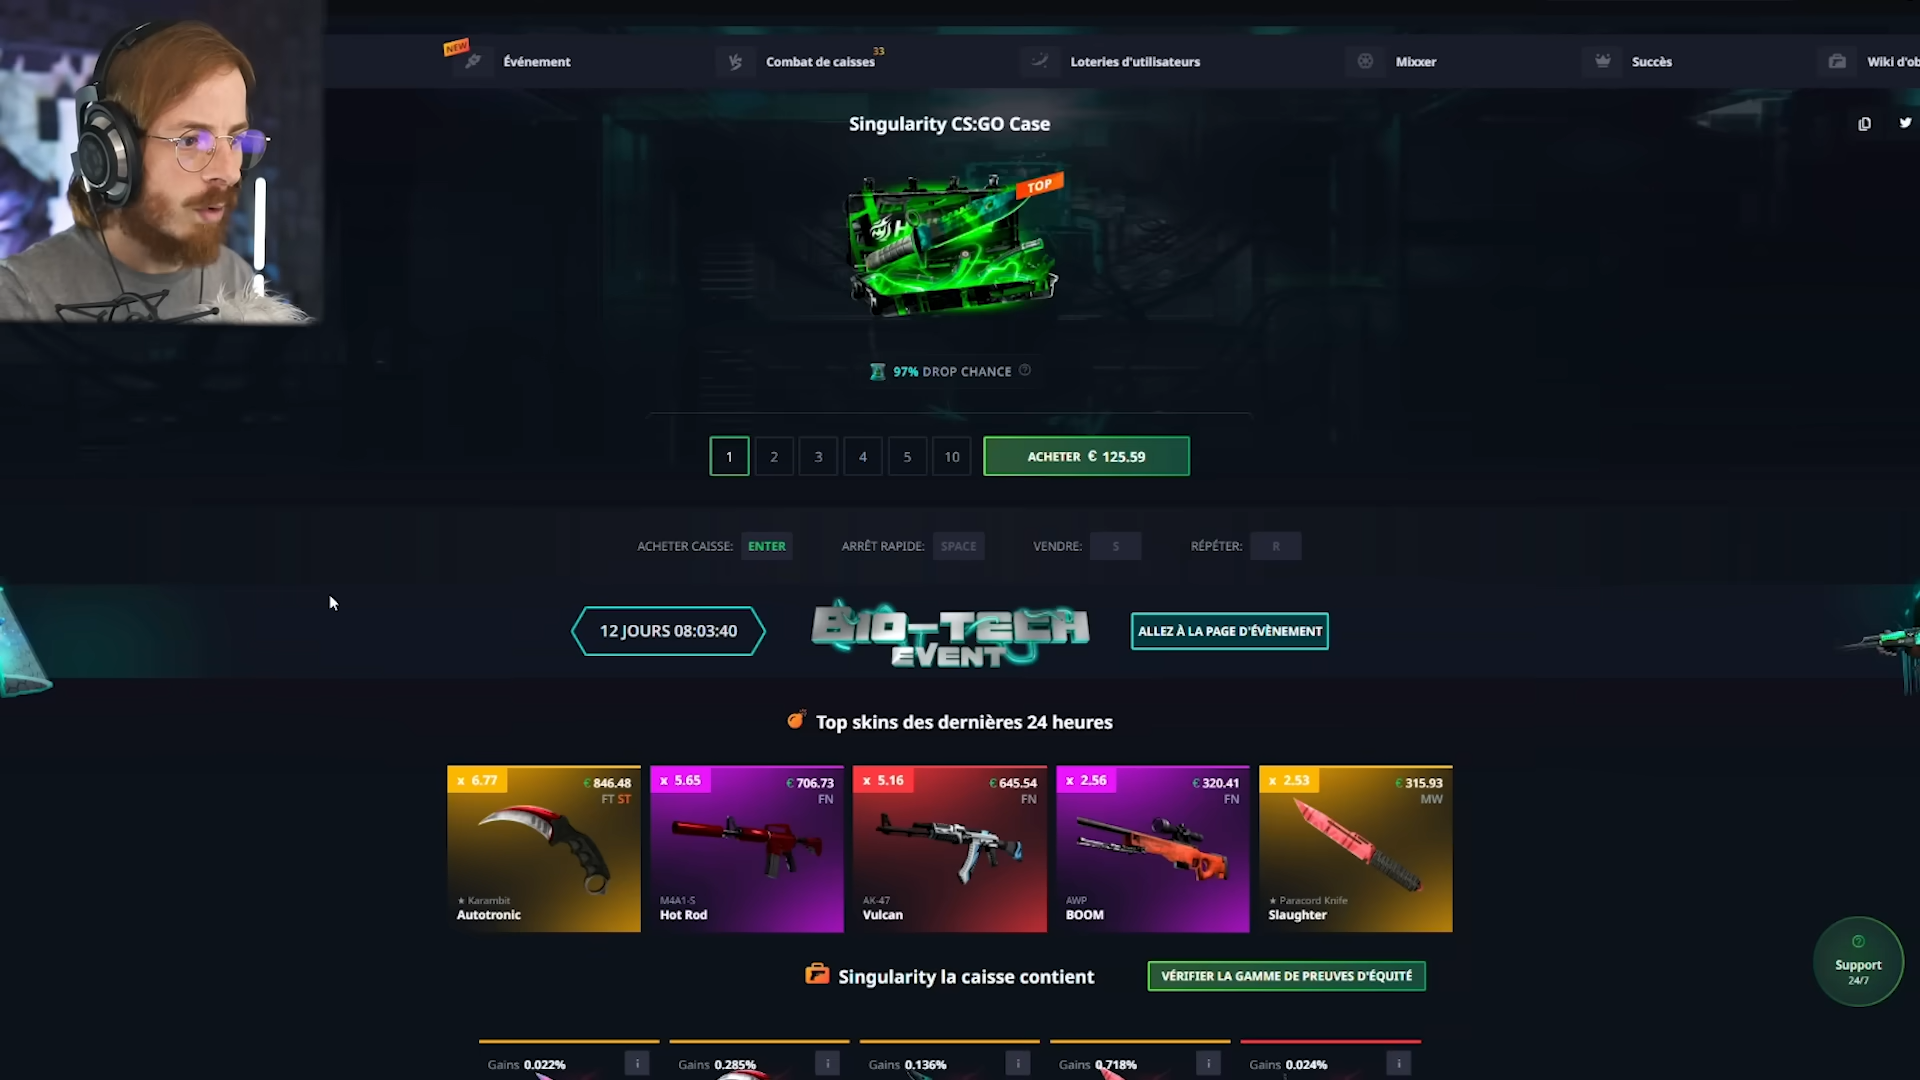 NEW
Événement
Combat de caisses
33
Loteries d'utilisateurs
Mixxer
Succès
Wiki d'ob
Singularity CS:GO Case
TOP
97% DROP CHANCE
1
2
3
4
5
10
ACHETER € 125.59
ACHETER CAISSE: ENTER
ARRÊT RAPIDE: SPACE
VENDRE: S
RÉPÉTER: R
12 JOURS 08:03:40
BIO-TECH
EVENT
ALLEZ À LA PAGE D'ÉVÈNEMENT
Top skins des dernières 24 heures
x 6.77
€ 846.48
FT ST
★ Karambit
Autotronic
x 5.65
€ 706.73
FN
M4A1-S
Hot Rod
x 5.16
€ 645.54
FN
AK-47
Vulcan
x 2.56
€ 320.41
FN
AWP
BOOM
x 2.53
€ 315.93
MW
★ Paracord Knife
Slaughter
Singularity la caisse contient
VÉRIFIER LA GAMME DE PREUVES D'ÉQUITÉ
Support
24/7
Gains 0.022%
Gains 0.285%
Gains 0.136%
Gains 0.718%
Gains 0.024%